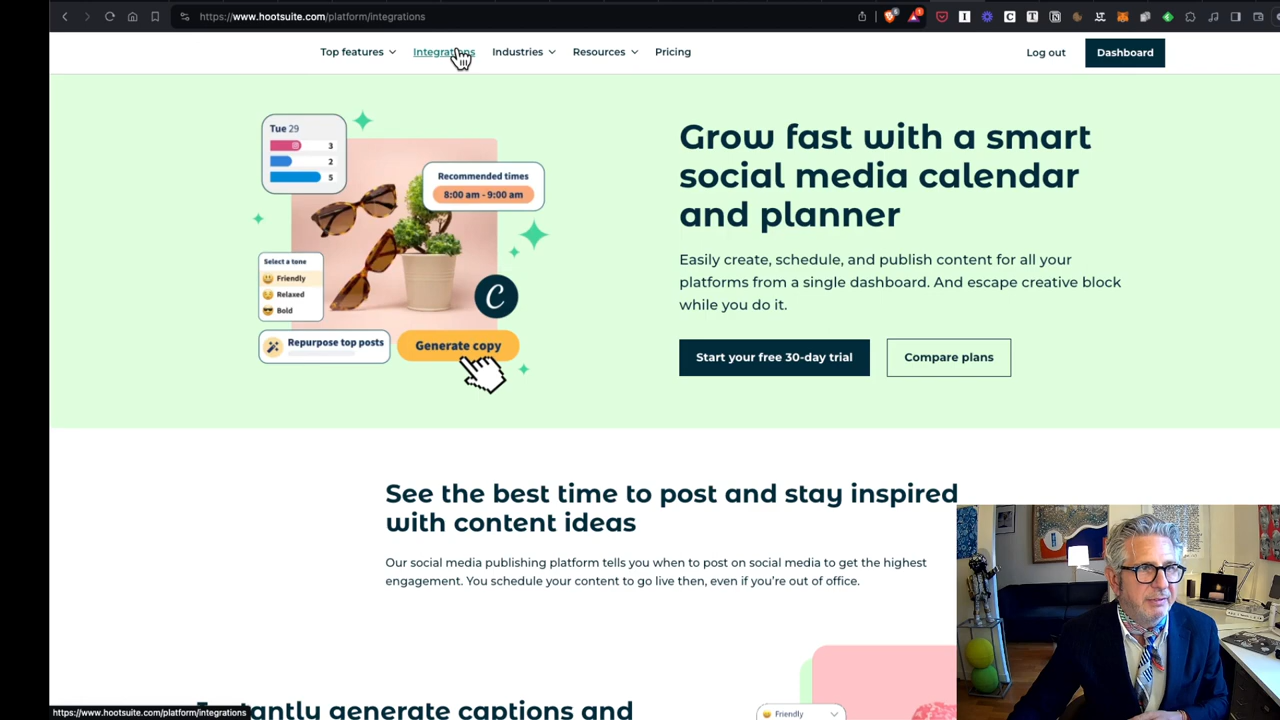 https://www.hootsuite.com/platform/integrations
Top features
Integrations
Industries
Resources
Pricing
Log out
Dashboard
Tue 29
3
2
5
Recommended times
8:00 am - 9:00 am
Select a tone
Friendly
Relaxed
Bold
Repurpose top posts
Generate copy
Grow fast with a smart
social media calendar
and planner
Easily create, schedule, and publish content for all your
platforms from a single dashboard. And escape creative block
while you do it.
Start your free 30-day trial
Compare plans
See the best time to post and stay inspired
with content ideas
Our social media publishing platform tells you when to post on social media to get the highest
engagement. You schedule your content to go live then, even if you're out of office.
Instantly generate captions and
Friendly
https://www.hootsuite.com/platform/integrations